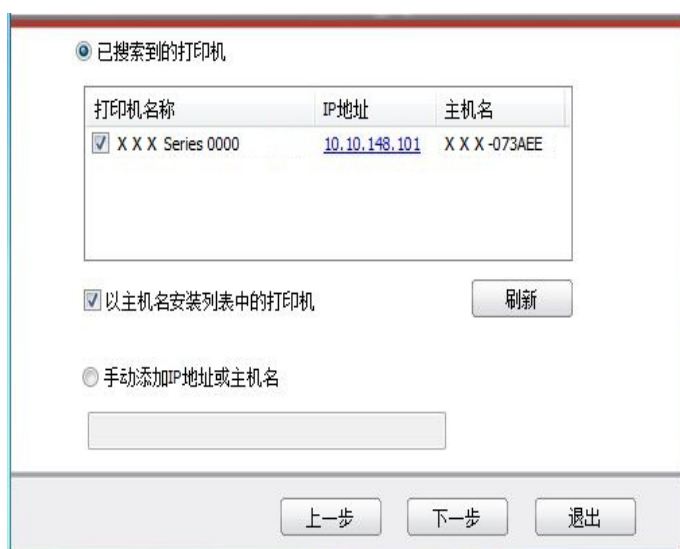 已搜索到的打印机
打印机名称 IP地址 主机名
X X X Series 0000 10.10.148.101 X X X -073AEE
以主机名安装列表中的打印机 刷新
手动添加IP地址或主机名
上一步 下一步 退出